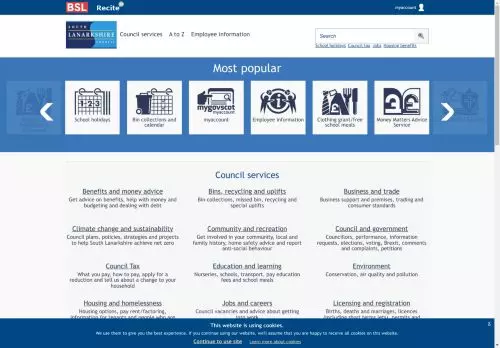 BSL Recite myaccount
SOUTH
LANARKSHIRE
COUNCIL
Council services A to Z Employee information
Search
School holidays Council tax Jobs Housing benefits
Most popular
School holidays
Bin collections and
calendar
mygovscot
myaccount
myaccount
Employee information
Clothing grant/free
school meals
Money Matters Advice
Service
Council services
Benefits and money advice
Get advice on benefits, help with money and
budgeting and dealing with debt
Bins, recycling and uplifts
Bin collections, missed bin, recycling and
special uplifts
Business and trade
Business support and premises, trading and
consumer standards
Climate change and sustainability
Council plans, policies, strategies and projects
to help South Lanarkshire achieve net zero
Community and recreation
Get involved in your community, local and
family history, home safety advice and report
anti-social behaviour
Council and government
Councillors, performance, information
requests, elections, voting, Brexit, comments
and complaints, petitions
Council Tax
What you pay, how to pay, apply for a
reduction and tell us about a change to your
household
Education and learning
Nurseries, schools, transport, pay education
fees and school meals
Environment
Conservation, air quality and pollution
Housing and homelessness
Housing options, pay rent/factoring,
information for tenants and people who are
Jobs and careers
Council vacancies and advice about getting
into work
Licensing and registration
Births, deaths and marriages, licences
(including short term lets), permits and
This website is using cookies.
We use them to give you the best experience. If you continue using our website, we'll assume that you are happy to receive all cookies on this website.
Continue to use site Learn more about cookies
X